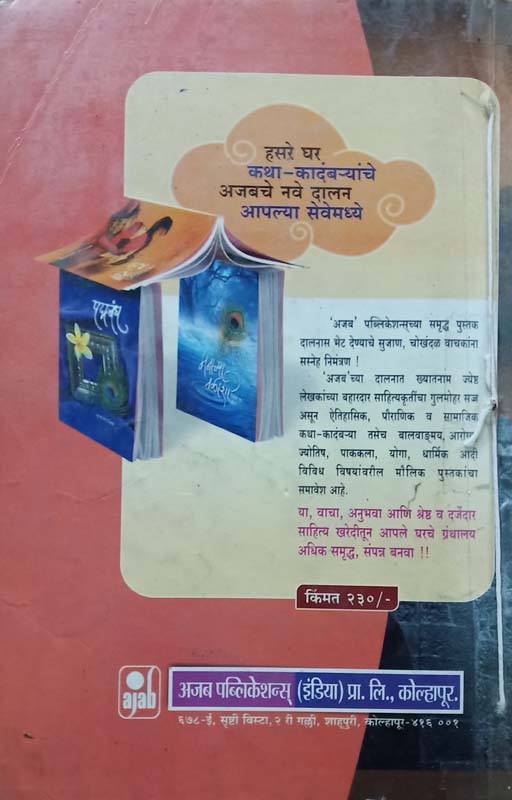 हसरे घर
कथा-कादंबऱ्यांचे
अजबचे नवे दालन
आपल्या सेवेमध्ये
'अजब' पब्लिकेशन्स्च्या समृद्ध पुस्तक
दालनास भेट देण्याचे सुजाण, चोखंदळ वाचकांना
सस्नेह निमंत्रण !
'अजब'च्या दालनात ख्यातनाम ज्येष्ठ
लेखकांच्या बहारदार साहित्यकृतींचा गुलमोहर सज्ज
असून ऐतिहासिक, पौराणिक व सामाजिक
कथा-कादंबऱ्या तसेच बालवाङ्मय, आरोग्य
ज्योतिष, पाककला, योगा, धार्मिक आदी
विविध विषयांवरील मौलिक पुस्तकांचा
समावेश आहे.
या, वाचा, अनुभवा आणि श्रेष्ठ व दर्जेदार
साहित्य खरेदीतून आपले घरचे ग्रंथालय
अधिक समृद्ध, संपन्न बनवा !!
किंमत २३०/-
ajab
अजब पब्लिकेशन्स् (इंडिया) प्रा. लि., कोल्हापूर.
६७८-ई, सृष्टी विस्टा, २ री गल्ली, शाहूपुरी, कोल्हापूर-४१६ ००१